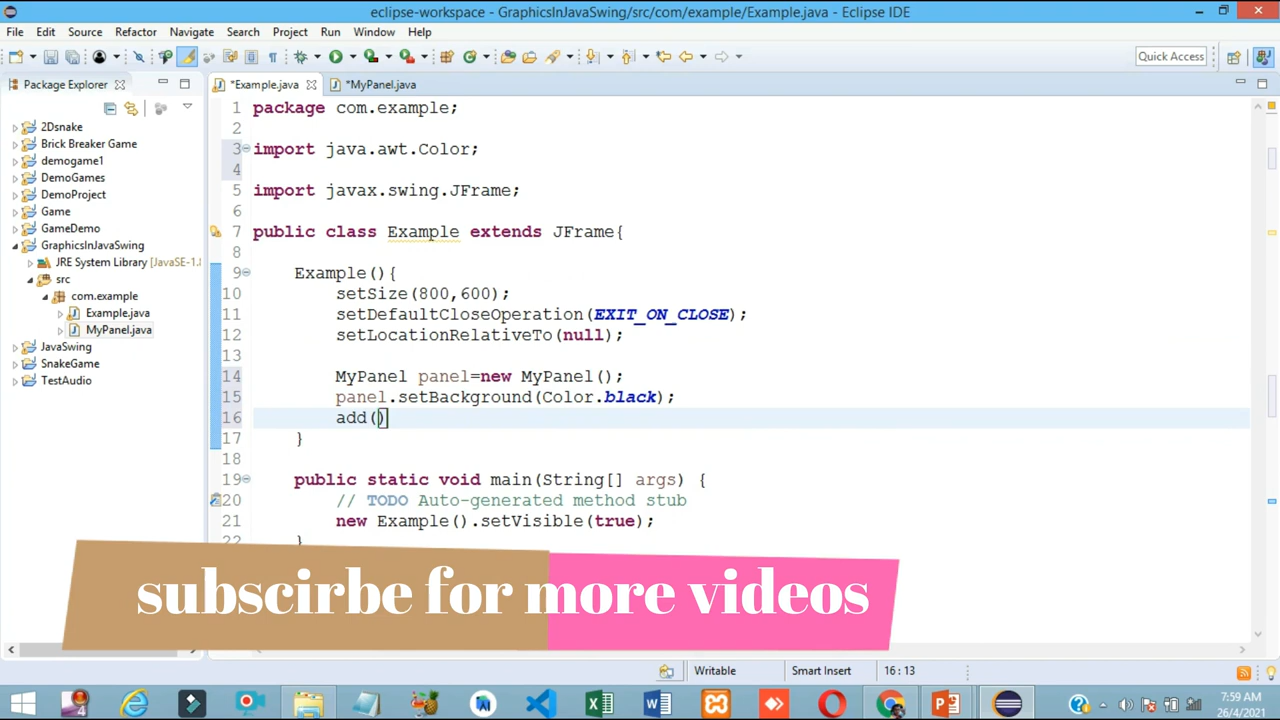 eclipse-workspace - GraphicsInJavaSwing/src/com/example/Example.java - Eclipse IDE
File Edit Source Refactor Navigate Search Project Run Window Help
Quick Access
Package Explorer
*Example.java
*MyPanel.java
2Dsnake
Brick Breaker Game
demogame1
DemoGames
DemoProject
Game
GameDemo
GraphicsInJavaSwing
JRE System Library [JavaSE-1.8
src
com.example
Example.java
MyPanel.java
JavaSwing
SnakeGame
TestAudio
1 package com.example;
2
3 import java.awt.Color;
4
5 import javax.swing.JFrame;
6
7 public class Example extends JFrame{
8
9 Example(){
10 setSize(800,600);
11 setDefaultCloseOperation(EXIT_ON_CLOSE);
12 setLocationRelativeTo(null);
13
14 MyPanel panel=new MyPanel();
15 panel.setBackground(Color.black);
16 add()
17 }
18
19 public static void main(String[] args) {
20 // TODO Auto-generated method stub
21 new Example().setVisible(true);
22 }
subscirbe for more videos
Writable Smart Insert 16 : 13
7:59 AM
26/4/2021